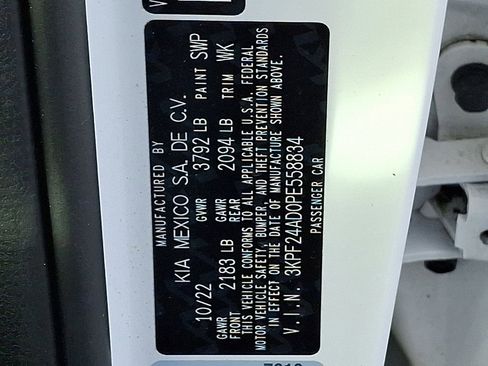 MANUFACTURED BY
KIA MEXICO S.A. DE C.V.
10/22 GVWR 3792 LB PAINT SWP
GAWR FRONT 2183 LB GAWR REAR 2094 LB TRIM WK
THIS VEHICLE CONFORMS TO ALL APPLICABLE U.S.A. FEDERAL
MOTOR VEHICLE SAFETY, BUMPER, AND THEFT PREVENTION STANDARDS
IN EFFECT ON THE DATE OF MANUFACTURE SHOWN ABOVE.
V.I.N. 3KPF24AD0PE558834
PASSENGER CAR